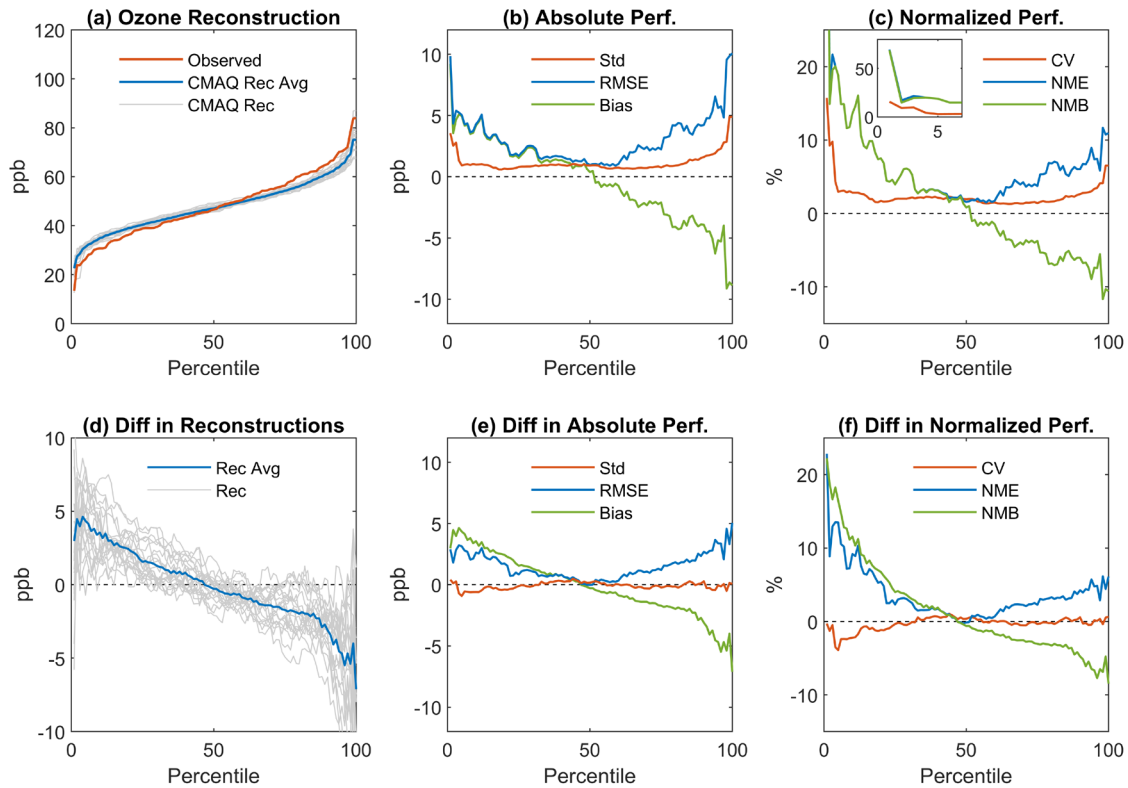 (a) Ozone Reconstruction
120
100
80
60
40
20
0
ppb
Observed
CMAQ Rec Avg
CMAQ Rec
0
50
100
Percentile
(b) Absolute Perf.
10
5
0
-5
-10
ppb
Std
RMSE
Bias
0
50
100
Percentile
(c) Normalized Perf.
20
10
0
-10
%
50
0
0
5
CV
NME
NMB
0
50
100
Percentile
(d) Diff in Reconstructions
10
5
0
-5
-10
ppb
Rec Avg
Rec
0
50
100
Percentile
(e) Diff in Absolute Perf.
10
5
0
-5
-10
ppb
Std
RMSE
Bias
0
50
100
Percentile
(f) Diff in Normalized Perf.
20
10
0
-10
%
CV
NME
NMB
0
50
100
Percentile